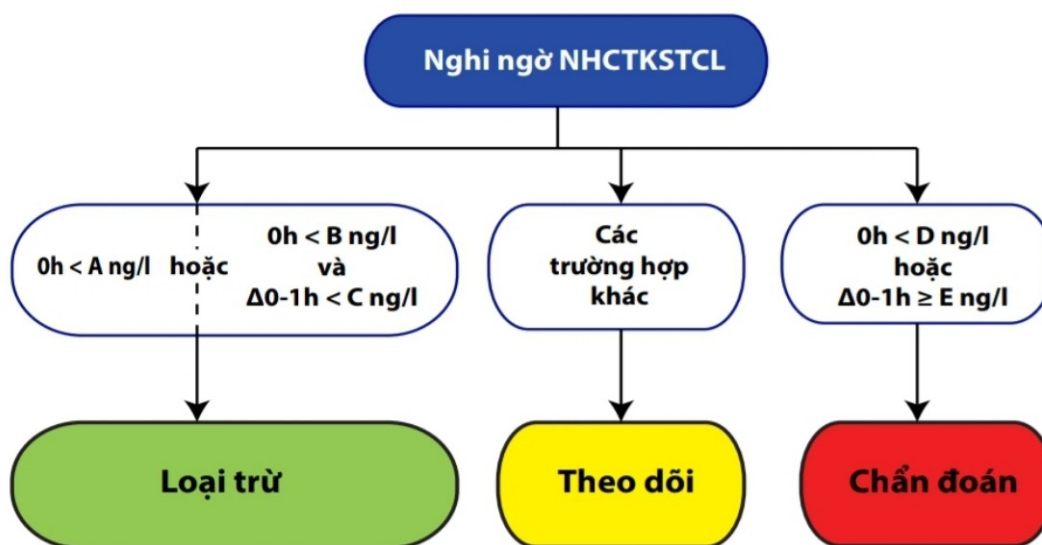 Nghi ngờ NHCTKSTCL
0h < A ng/l
hoặc
0h < B ng/l
và
Δ0-1h < C ng/l
Các
trường hợp
khác
0h < D ng/l
hoặc
Δ0-1h ≥ E ng/l
Loại trừ
Theo dõi
Chẩn đoán